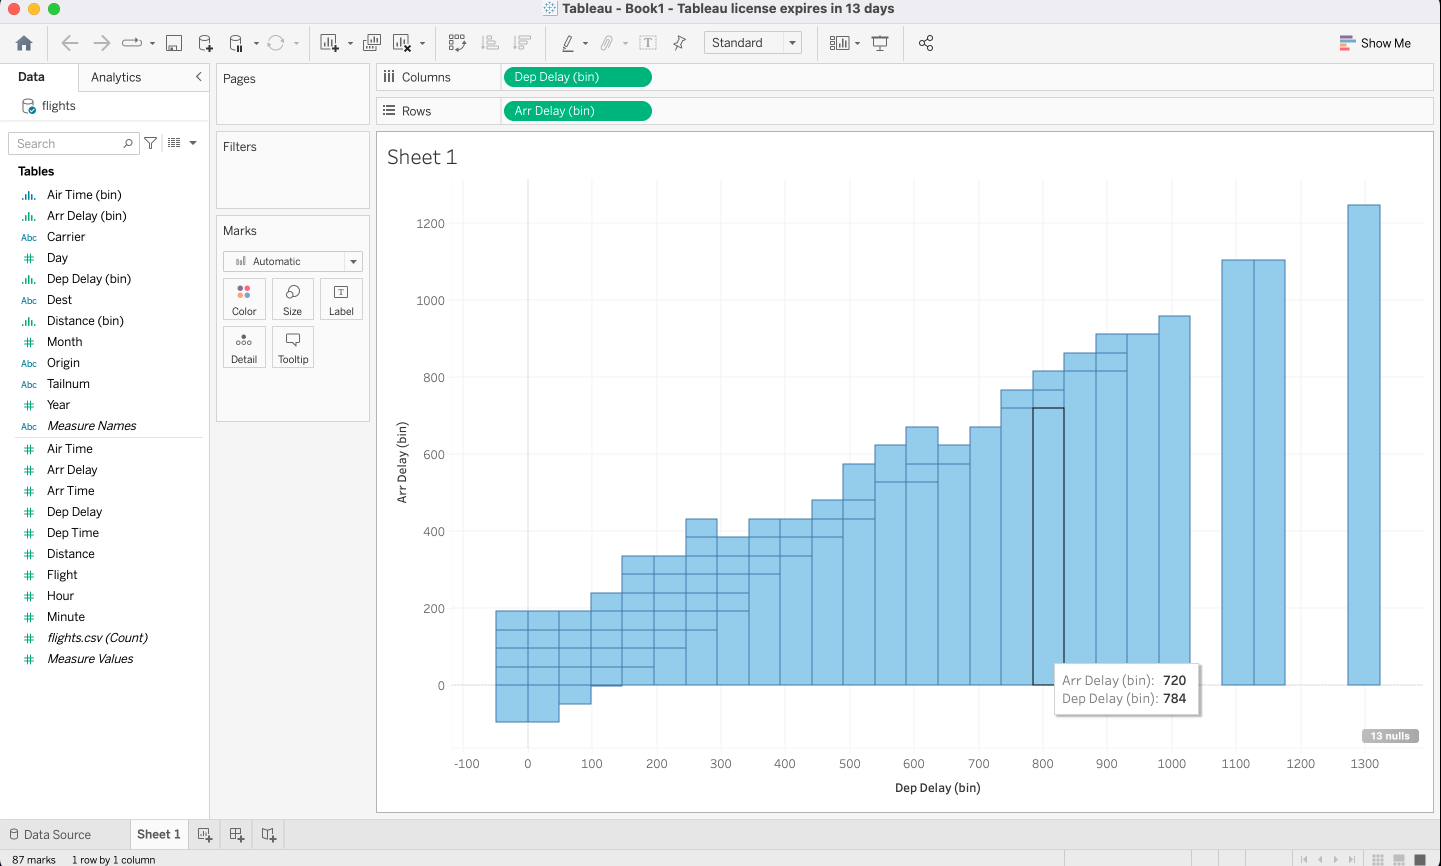 Tableau - Book1 - Tableau license expires in 13 days
Standard
Show Me
Data
Analytics
flights
Search
Tables
Air Time (bin)
Arr Delay (bin)
Abc Carrier
Day
Dep Delay (bin)
Abc Dest
Distance (bin)
Month
Abc Origin
Abc Tailnum
Year
Abc Measure Names
Air Time
Arr Delay
Arr Time
Dep Delay
Dep Time
Distance
Flight
Hour
Minute
flights.csv (Count)
Measure Values
Pages
Filters
Marks
Automatic
Color Size Label
Detail Tooltip
Columns Dep Delay (bin)
Rows Arr Delay (bin)
Sheet 1
1200
1000
800
600
400
200
0
Arr Delay (bin)
Arr Delay (bin): 720
Dep Delay (bin): 784
13 nulls
-100 0 100 200 300 400 500 600 700 800 900 1000 1100 1200 1300
Dep Delay (bin)
Data Source Sheet 1
87 marks 1 row by 1 column